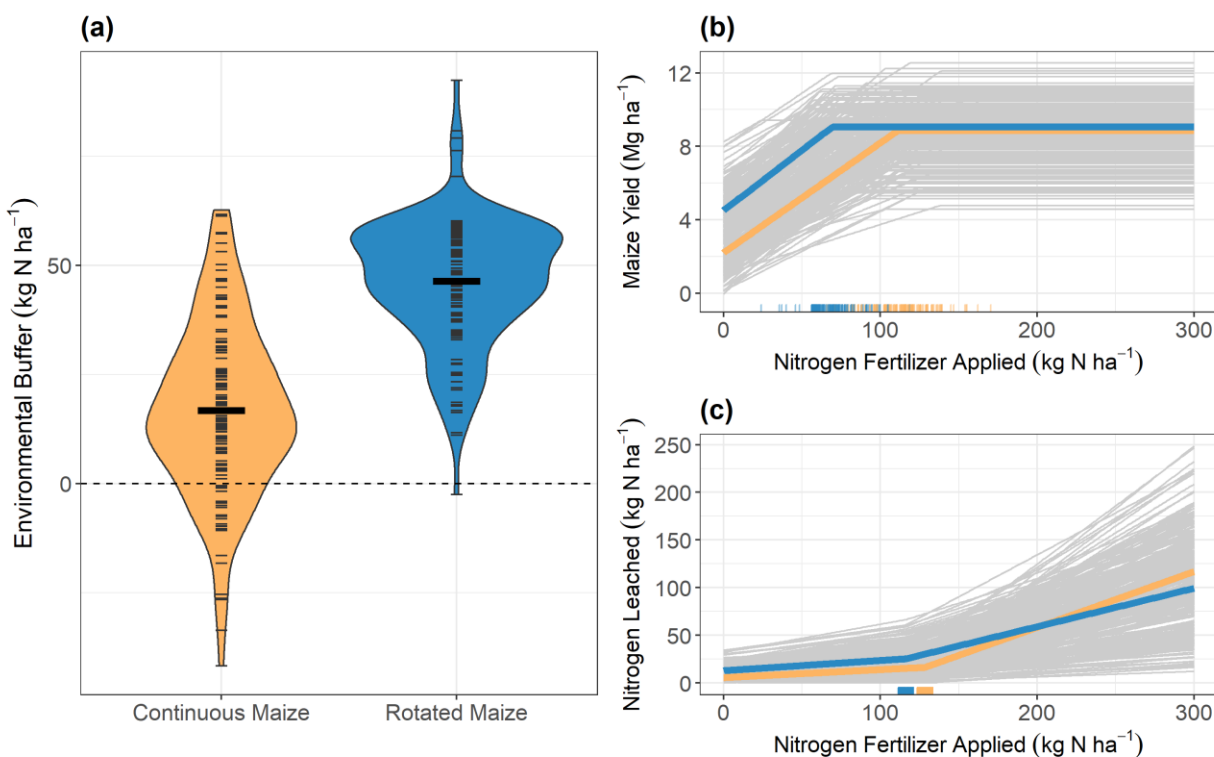 (a)
Environmental Buffer (kg N ha⁻¹)
50
0
Continuous Maize
Rotated Maize
(b)
Maize Yield (Mg ha⁻¹)
12
8
4
0
0
100
200
300
Nitrogen Fertilizer Applied (kg N ha⁻¹)
(c)
Nitrogen Leached (kg N ha⁻¹)
250
200
150
100
50
0
0
100
200
300
Nitrogen Fertilizer Applied (kg N ha⁻¹)